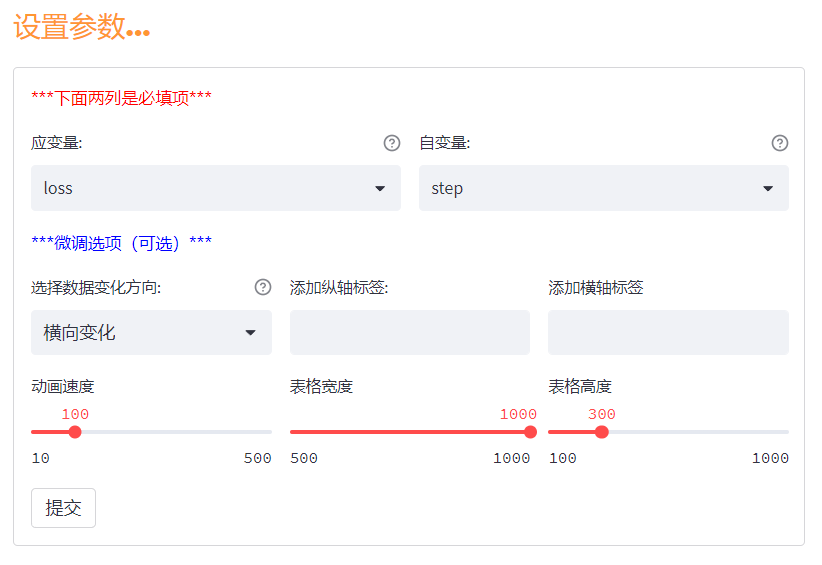 设置参数...
***下面两列是必填项***
应变量:
自变量:
loss
step
***微调选项（可选）***
选择数据变化方向:
添加纵轴标签:
添加横轴标签
横向变化
动画速度
表格宽度
表格高度
100
1000
300
10 500
500 1000
100 1000
提交